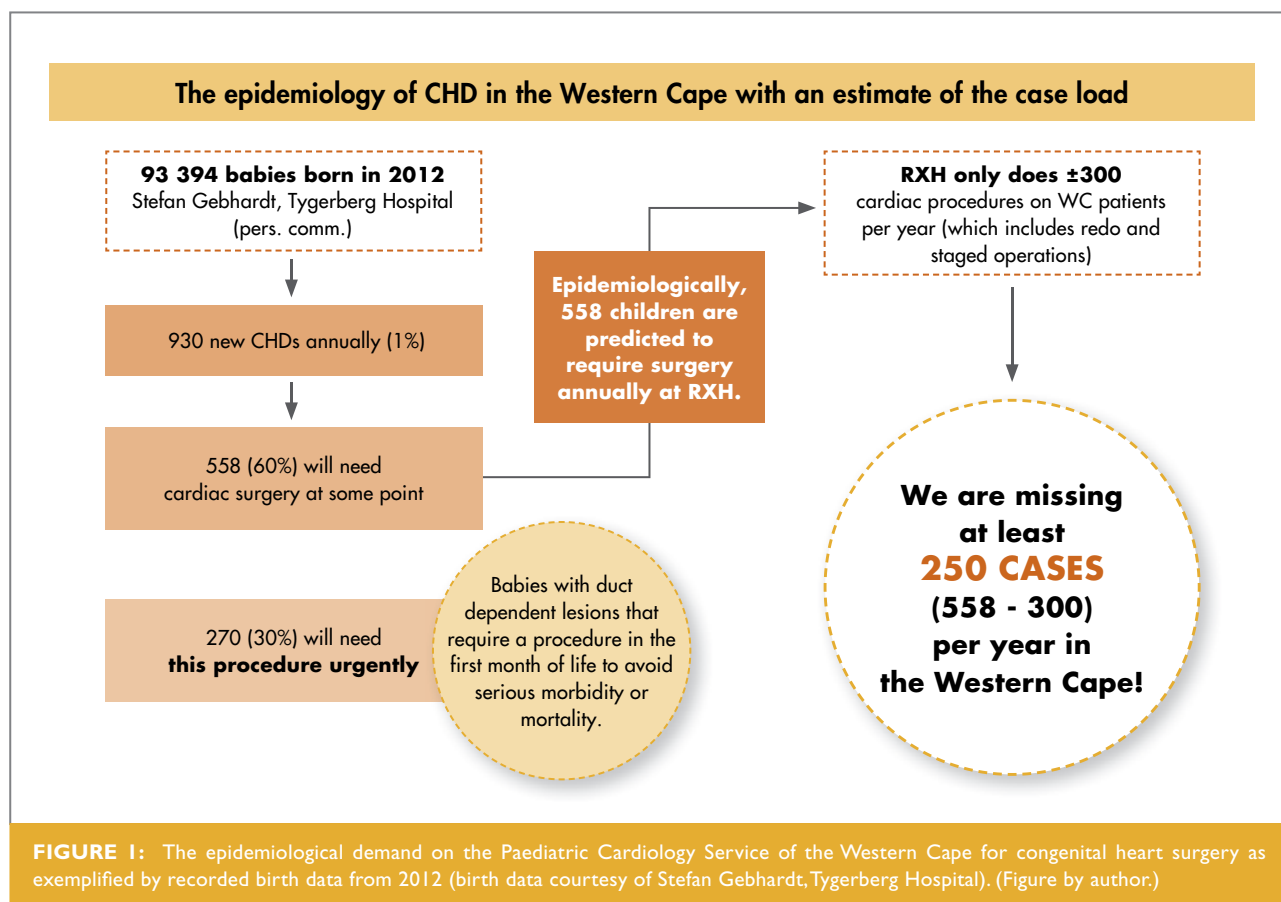 The epidemiology of CHD in the Western Cape with an estimate of the case load
93 394 babies born in 2012
Stefan Gebhardt, Tygerberg Hospital
(pers. comm.)
930 new CHDs annually (1%)
558 (60%) will need
cardiac surgery at some point
270 (30%) will need
this procedure urgently
Babies with duct
dependent lesions that
require a procedure in the
first month of life to avoid
serious morbidity or
mortality.
Epidemiologically,
558 children are
predicted to
require surgery
annually at RXH.
RXH only does ±300
cardiac procedures on WC patients
per year (which includes redo and
staged operations)
We are missing
at least
250 CASES
(558 - 300)
per year in
the Western Cape!
FIGURE 1: The epidemiological demand on the Paediatric Cardiology Service of the Western Cape for congenital heart surgery as
exemplified by recorded birth data from 2012 (birth data courtesy of Stefan Gebhardt, Tygerberg Hospital). (Figure by author.)